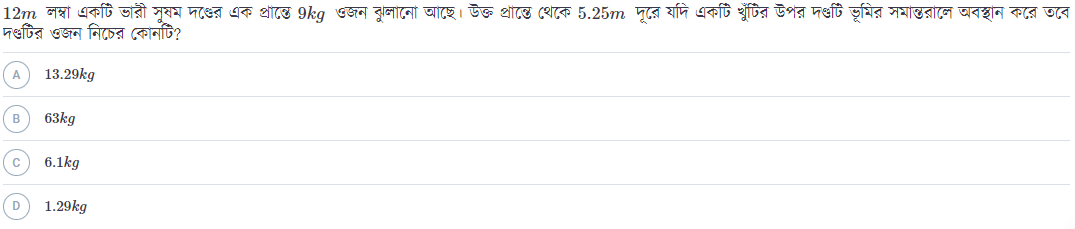 12m লম্বা একটি ভারী সুষম দণ্ডের এক প্রান্তে 9kg ওজন ঝুলানো আছে। উক্ত প্রান্তে থেকে 5.25m দূরে যদি একটি খুঁটির উপর দণ্ডটি ভূমির সমান্তরালে অবস্থান করে তবে
দণ্ডটির ওজন নিচের কোনটি?
A 13.29kg
B 63kg
C 6.1kg
D 1.29kg